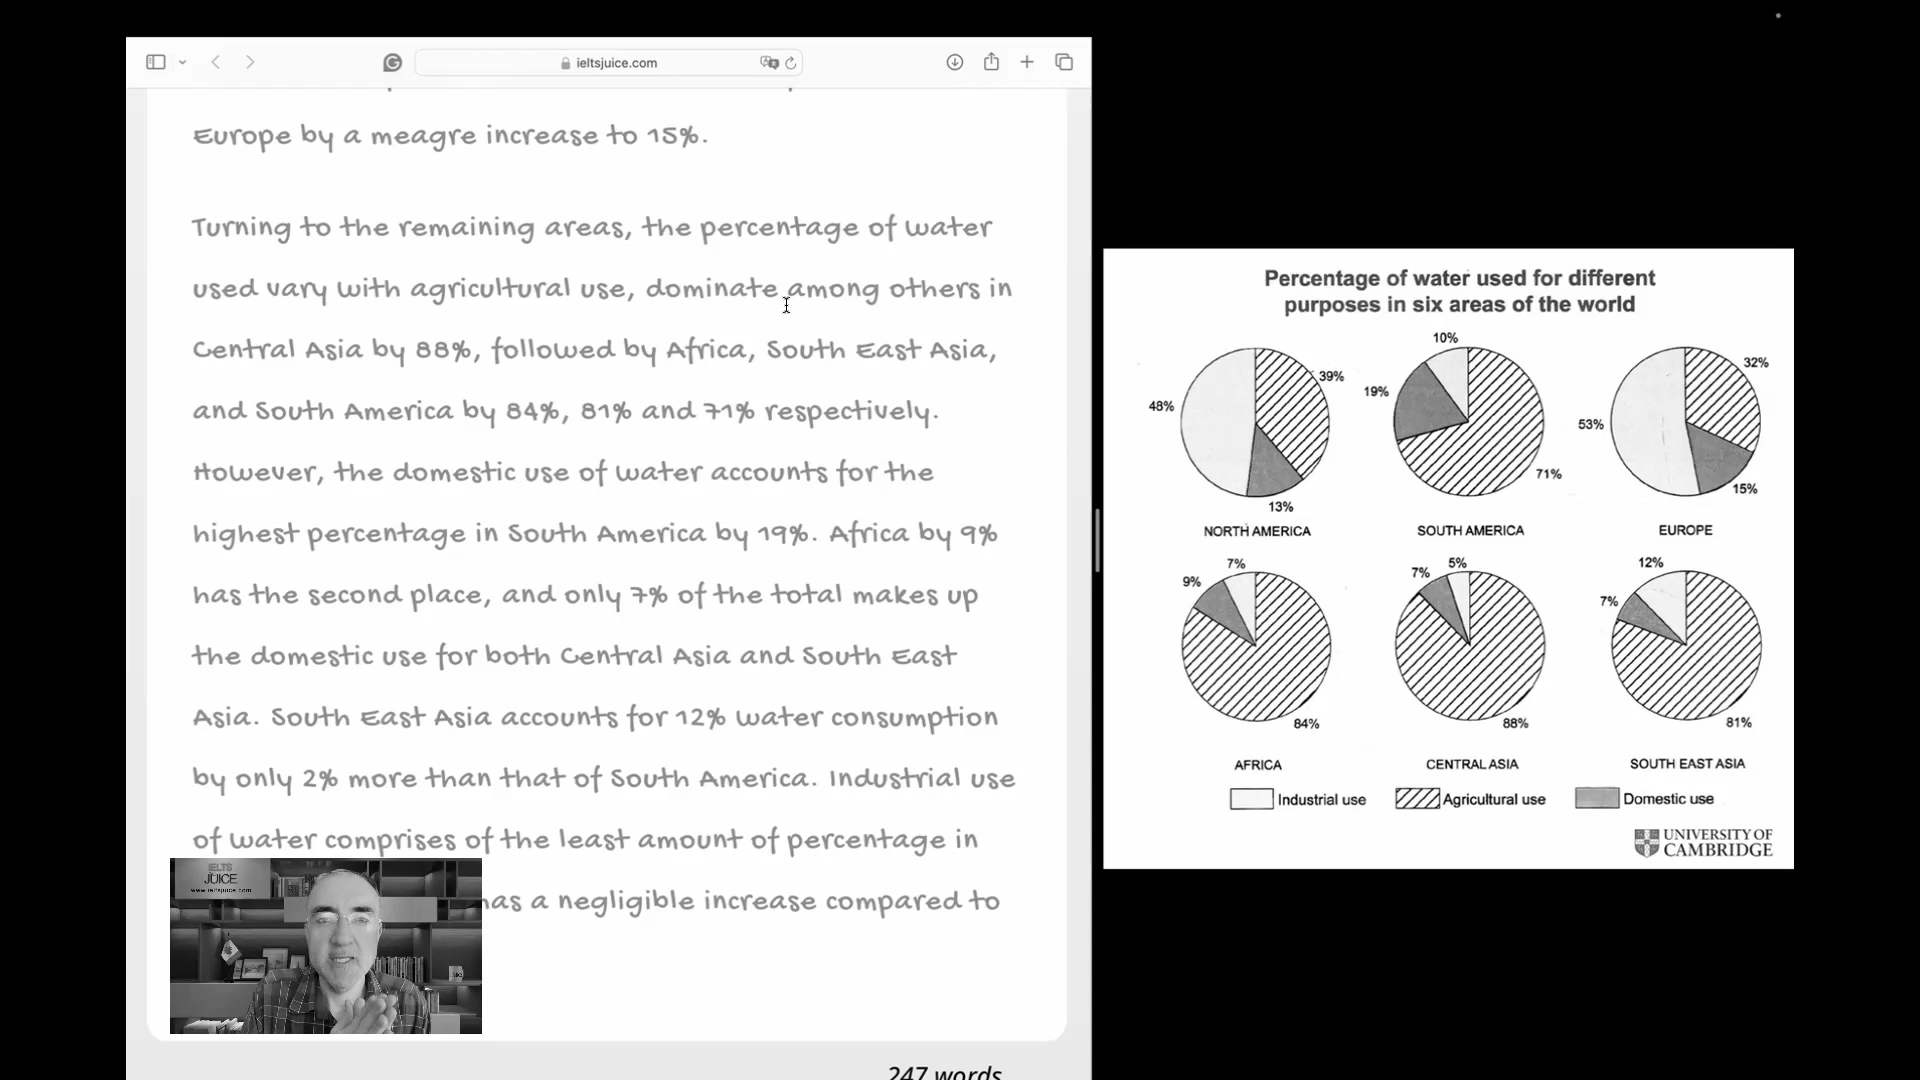 ieltsjuice.com
Europe by a meagre increase to 15%.
Turning to the remaining areas, the percentage of water
used vary with agricultural use, dominate among others in
Central Asia by 88%, followed by Africa, South East Asia,
and South America by 84%, 81% and 71% respectively.
However, the domestic use of water accounts for the
highest percentage in South America by 19%. Africa by 9%
has the second place, and only 7% of the total makes up
the domestic use for both Central Asia and South East
Asia. South East Asia accounts for 12% water consumption
by only 2% more than that of South America. Industrial use
of water comprises of the least amount of percentage in
has a negligible increase compared to
247 words
IELTS
JUICE
www.ieltsjuice.com
Percentage of water used for different
purposes in six areas of the world
48%
39%
13%
NORTH AMERICA
10%
19%
71%
SOUTH AMERICA
32%
53%
15%
EUROPE
7%
9%
84%
AFRICA
5%
7%
88%
CENTRAL ASIA
12%
7%
81%
SOUTH EAST ASIA
Industrial use
Agricultural use
Domestic use
UNIVERSITY OF
CAMBRIDGE